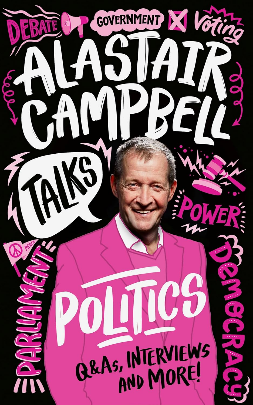 DEBATE
GOVERNMENT
Voting
ALASTAIR
CAMPBELL
TALKS
POWER
PARLIAMENT
DEMOCRACY
POLITICS
Q&As, INTERVIEWS
AND MORE!